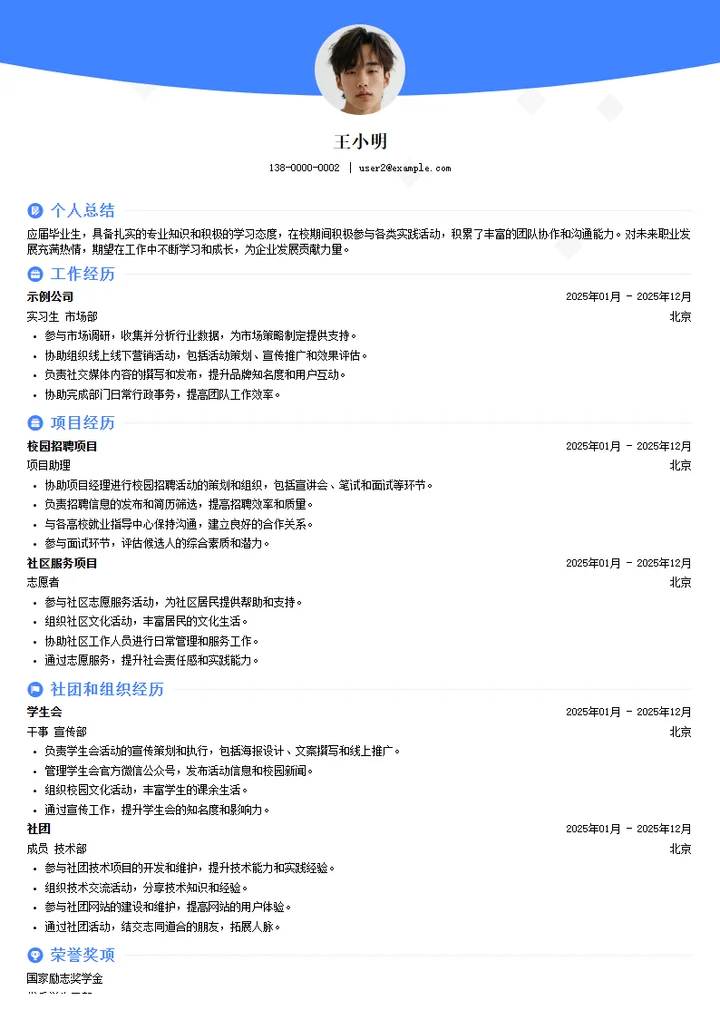 王小明
138-0000-0002 | user2@example.com
个人总结
应届毕业生，具备扎实的专业知识和积极的学习态度，在校期间积极参与各类实践活动，积累了丰富的团队协作和沟通能力。对未来职业发
展充满热情，期望在工作中不断学习和成长，为企业发展贡献力量。
工作经历
示例公司 2025年01月 - 2025年12月
实习生 市场部 北京
• 参与市场调研，收集并分析行业数据，为市场策略制定提供支持。
• 协助组织线上线下营销活动，包括活动策划、宣传推广和效果评估。
• 负责社交媒体内容的撰写和发布，提升品牌知名度和用户互动。
• 协助完成部门日常行政事务，提高团队工作效率。
项目经历
校园招聘项目 2025年01月 - 2025年12月
项目助理 北京
• 协助项目经理进行校园招聘活动的策划和组织，包括宣讲会、笔试和面试等环节。
• 负责招聘信息的发布和简历筛选，提高招聘效率和质量。
• 与各高校就业指导中心保持沟通，建立良好的合作关系。
• 参与面试环节，评估候选人的综合素质和潜力。
社区服务项目 2025年01月 - 2025年12月
志愿者 北京
• 参与社区志愿服务活动，为社区居民提供帮助和支持。
• 组织社区文化活动，丰富居民的文化生活。
• 协助社区工作人员进行日常管理和服务工作。
• 通过志愿服务，提升社会责任感和实践能力。
社团和组织经历
学生会 2025年01月 - 2025年12月
干事 宣传部 北京
• 负责学生会活动的宣传策划和执行，包括海报设计、文案撰写和线上推广。
• 管理学生会官方微信公众号，发布活动信息和校园新闻。
• 组织校园文化活动，丰富学生的课余生活。
• 通过宣传工作，提升学生会的知名度和影响力。
社团 2025年01月 - 2025年12月
成员 技术部 北京
• 参与社团技术项目的开发和维护，提升技术能力和实践经验。
• 组织技术交流活动，分享技术知识和经验。
• 参与社团网站的建设和维护，提高网站的用户体验。
• 通过社团活动，结交志同道合的朋友，拓展人脉。
荣誉奖项
国家励志奖学金